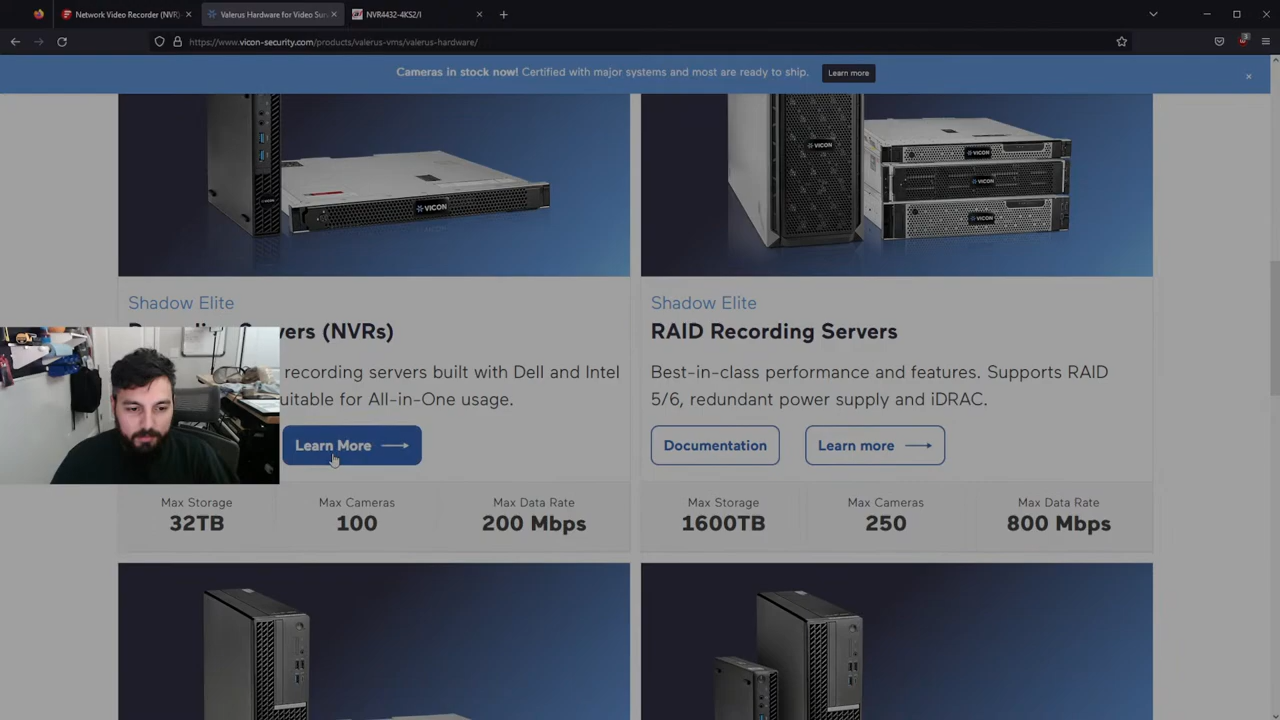 Network Video Recorder (NVR)
Valerus Hardware for Video Sur
NVR4432-4KS2/I
https://www.vicon-security.com/products/valerus-vms/valerus-hardware/
3
Cameras in stock now! Certified with major systems and most are ready to ship.
Learn more
VICON
VICON
VICON
VICON
VICON
Shadow Elite
vers (NVRs)
recording servers built with Dell and Intel
uitable for All-in-One usage.
Learn More
Max Storage
32TB
Max Cameras
100
Max Data Rate
200 Mbps
Shadow Elite
RAID Recording Servers
Best-in-class performance and features. Supports RAID
5/6, redundant power supply and iDRAC.
Documentation
Learn more
Max Storage
1600TB
Max Cameras
250
Max Data Rate
800 Mbps